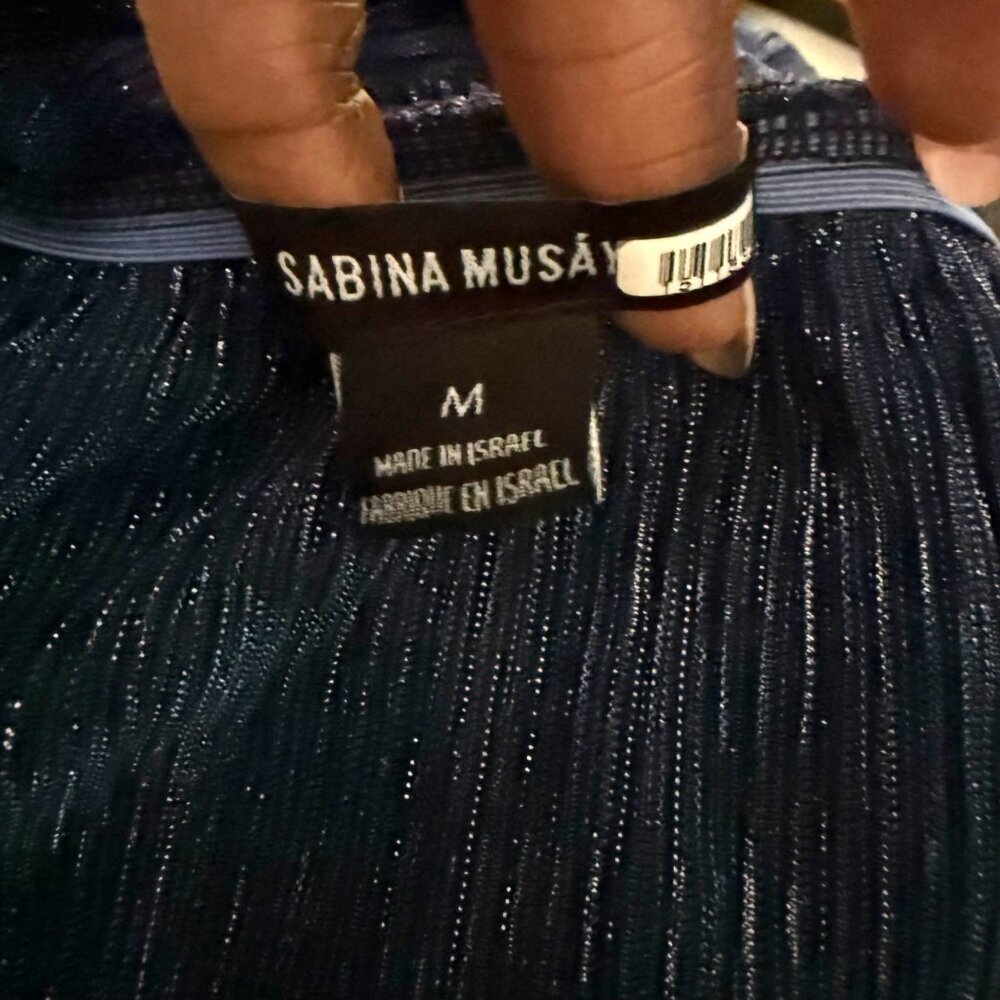 SABINA MUSÁY
M
MADE IN ISRAEL
FABRIQUE EN ISRAEL